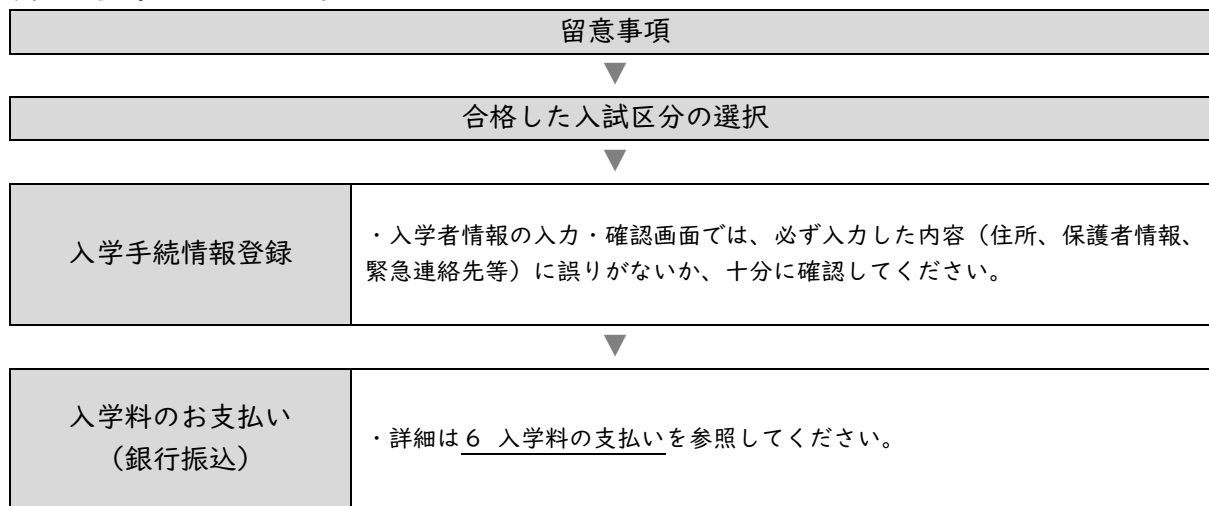 留意事項
▼
合格した入試区分の選択
▼
入学手続情報登録
・入学者情報の入力・確認画面では、必ず入力した内容（住所、保護者情報、
緊急連絡先等）に誤りがないか、十分に確認してください。
▼
入学料のお支払い
（銀行振込）
・詳細は６ 入学料の支払いを参照してください。